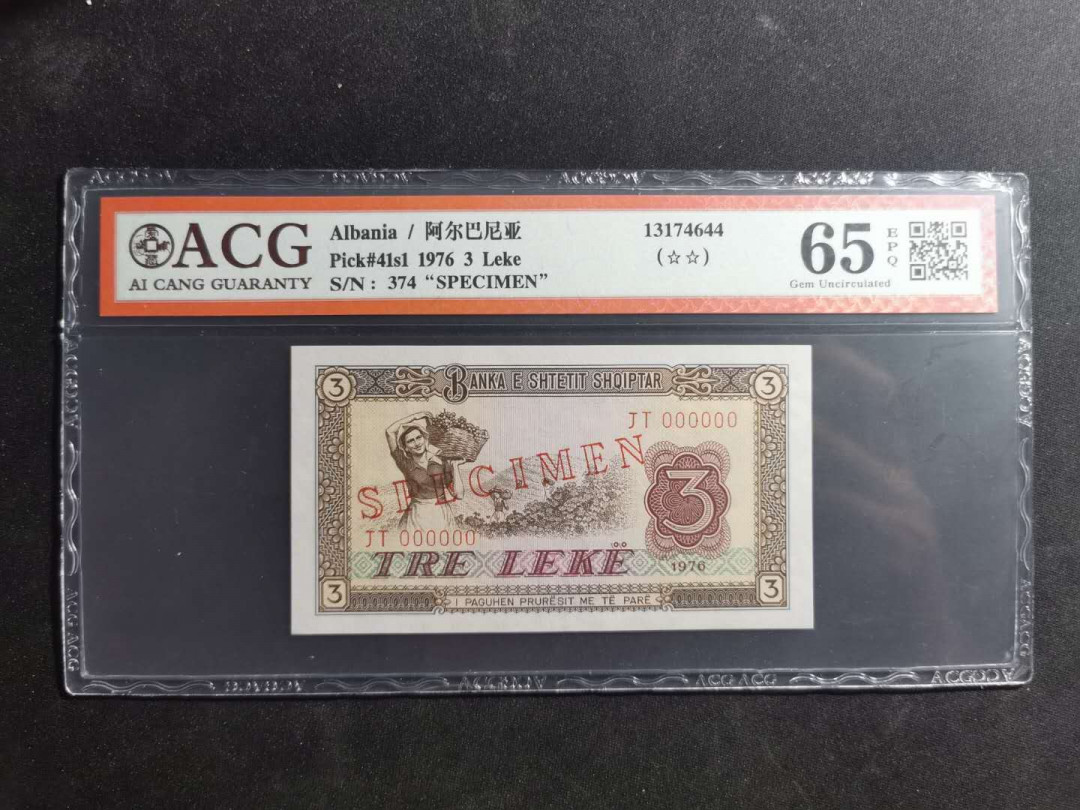 ACG
AI CANG GUARANTY
Albania / 阿尔巴尼亚
Pick#41s1 1976 3 Leke
S/N: 374 “SPECIMEN”
13174644
(☆☆)
65
EPQ
Gem Uncirculated
3
BANKA E SHTETIT SHQIPTAR
3
JT 000000
SPECIMEN
3
JT 000000
TRE LEKË
1976
3
I PAGUHEN PRURËSIT ME TË PARË
3
ACG ACG